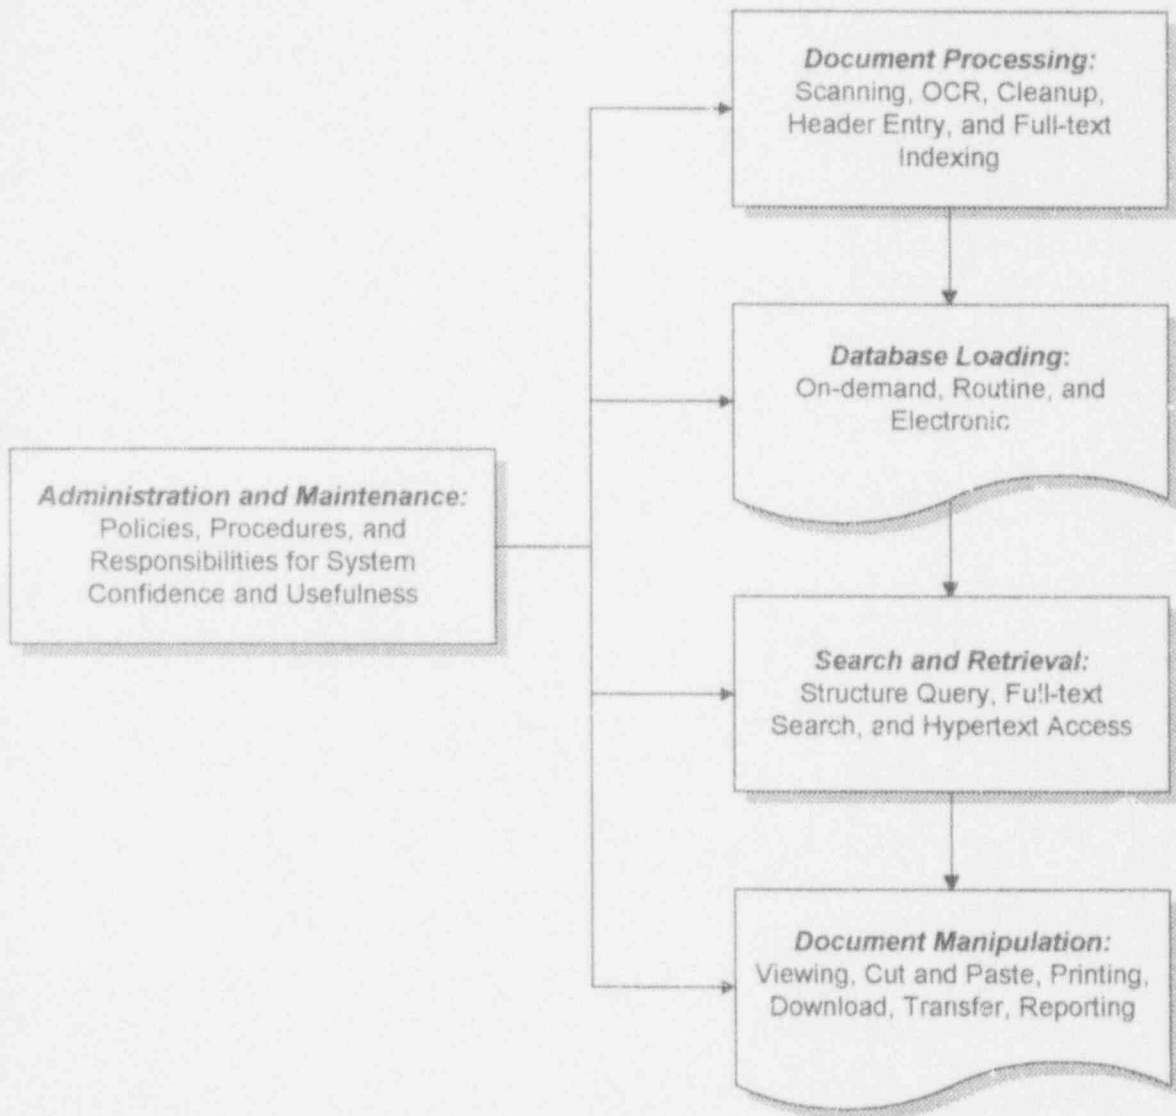 Document Processing:
Scanning, OCR, Cleanup,
Header Entry, and Full-text
Indexing
Database Loading:
On-demand, Routine, and
Electronic
Administration and Maintenance:
Policies, Procedures, and
Responsibilities for System
Confidence and Usefulness
Search and Retrieval:
Structure Query, Full-text
Search, and Hypertext Access
Document Manipulation:
Viewing, Cut and Paste, Printing,
Download, Transfer, Reporting